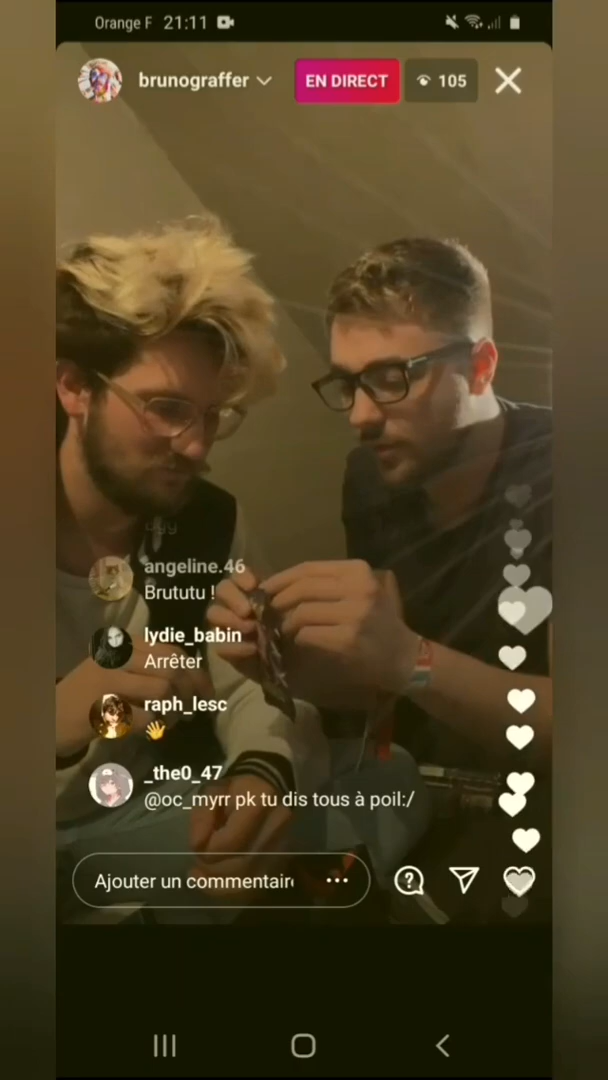 Orange F 21:11
brunograffer
EN DIRECT
105
angeline.46
Brututu !
lydie_babin
Arrêter
raph_lesc
👋
_the0_47
@oc_myrr pk tu dis tous à poil:/
Ajouter un commentair